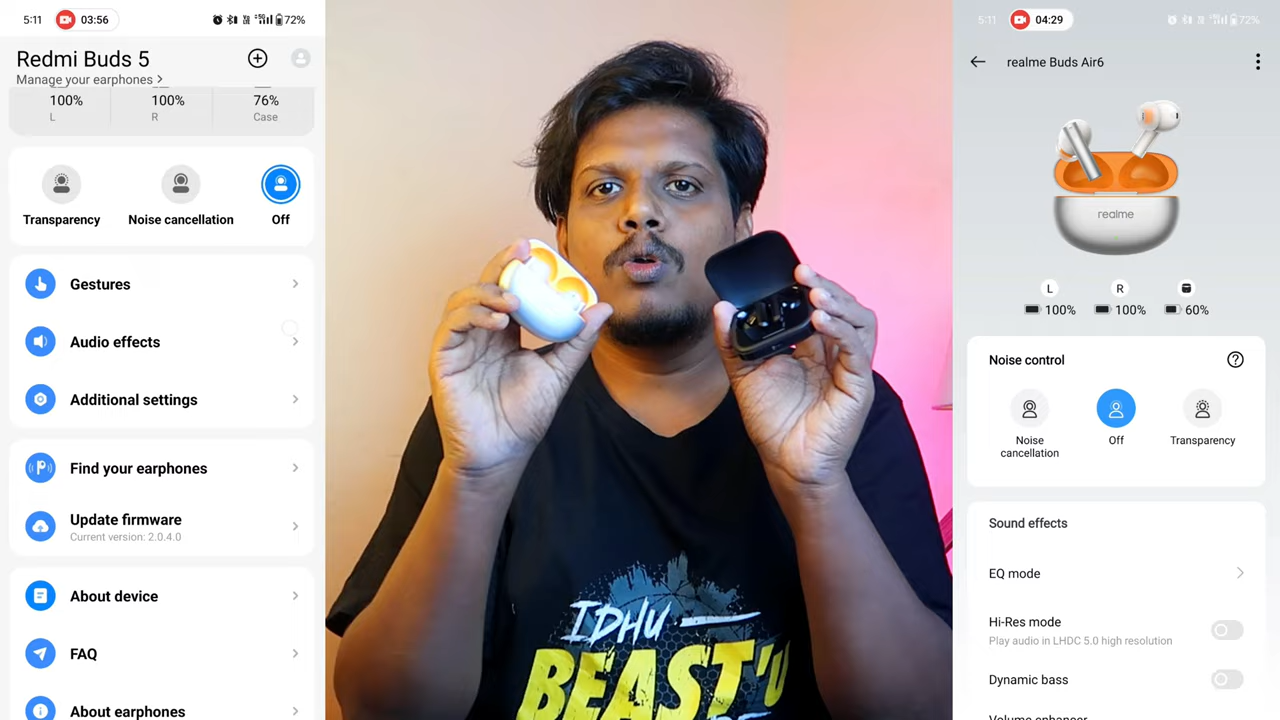 5:11
03:56
72%
Redmi Buds 5
Manage your earphones >
100%
100%
76%
L
R
Case
Transparency
Noise cancellation
Off
Gestures
Audio effects
Additional settings
Find your earphones
Update firmware
Current version: 2.0.4.0
About device
FAQ
About earphones
IDHU
BEAST'U
5:11
04:29
72%
realme Buds Air6
realme
L
R
100%
100%
60%
Noise control
Noise
cancellation
Off
Transparency
Sound effects
EQ mode
Hi-Res mode
Play audio in LHDC 5.0 high resolution
Dynamic bass
Volume enhancer